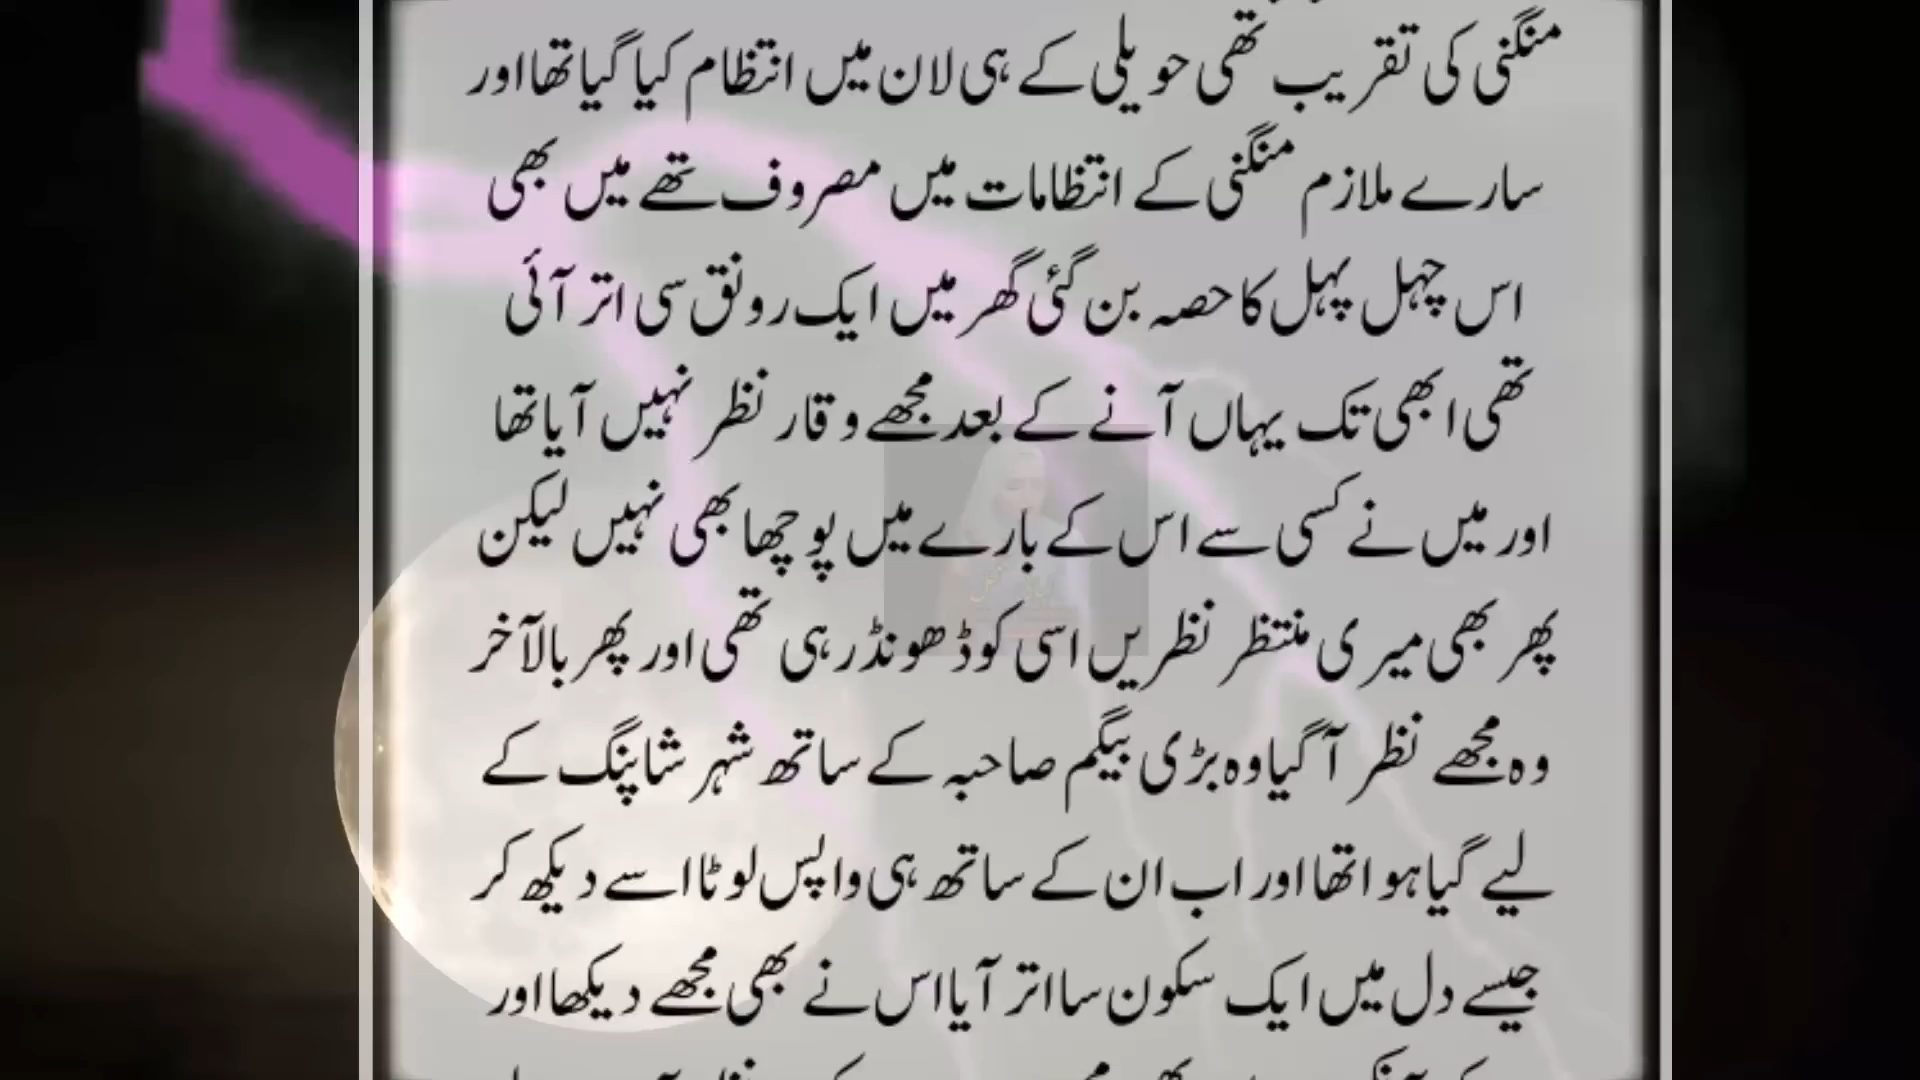 منگنی کی تقریب تھی حویلی کے ہی لان میں انتظام کیا گیا تھا اور
سارے ملازم منگنی کے انتظامات میں مصروف تھے میں بھی
اس چہل پہل کا حصہ بن گئی گھر میں ایک رونق سی اتر آئی
تھی ابھی تک یہاں آنے کے بعد مجھے وقار نظر نہیں آیا تھا
اور میں نے کسی سے اس کے بارے میں پوچھا بھی نہیں لیکن
پھر بھی میری منتظر نظریں اسی کو ڈھونڈ رہی تھی اور پھر بالآخر
وہ مجھے نظر آ گیا وہ بڑی بیگم صاحبہ کے ساتھ شہر شاپنگ کے
لیے گیا ہوا تھا اور اب ان کے ساتھ ہی واپس لوٹا اسے دیکھ کر
جیسے دل میں ایک سکون سا اتر آیا اس نے بھی مجھے دیکھا اور